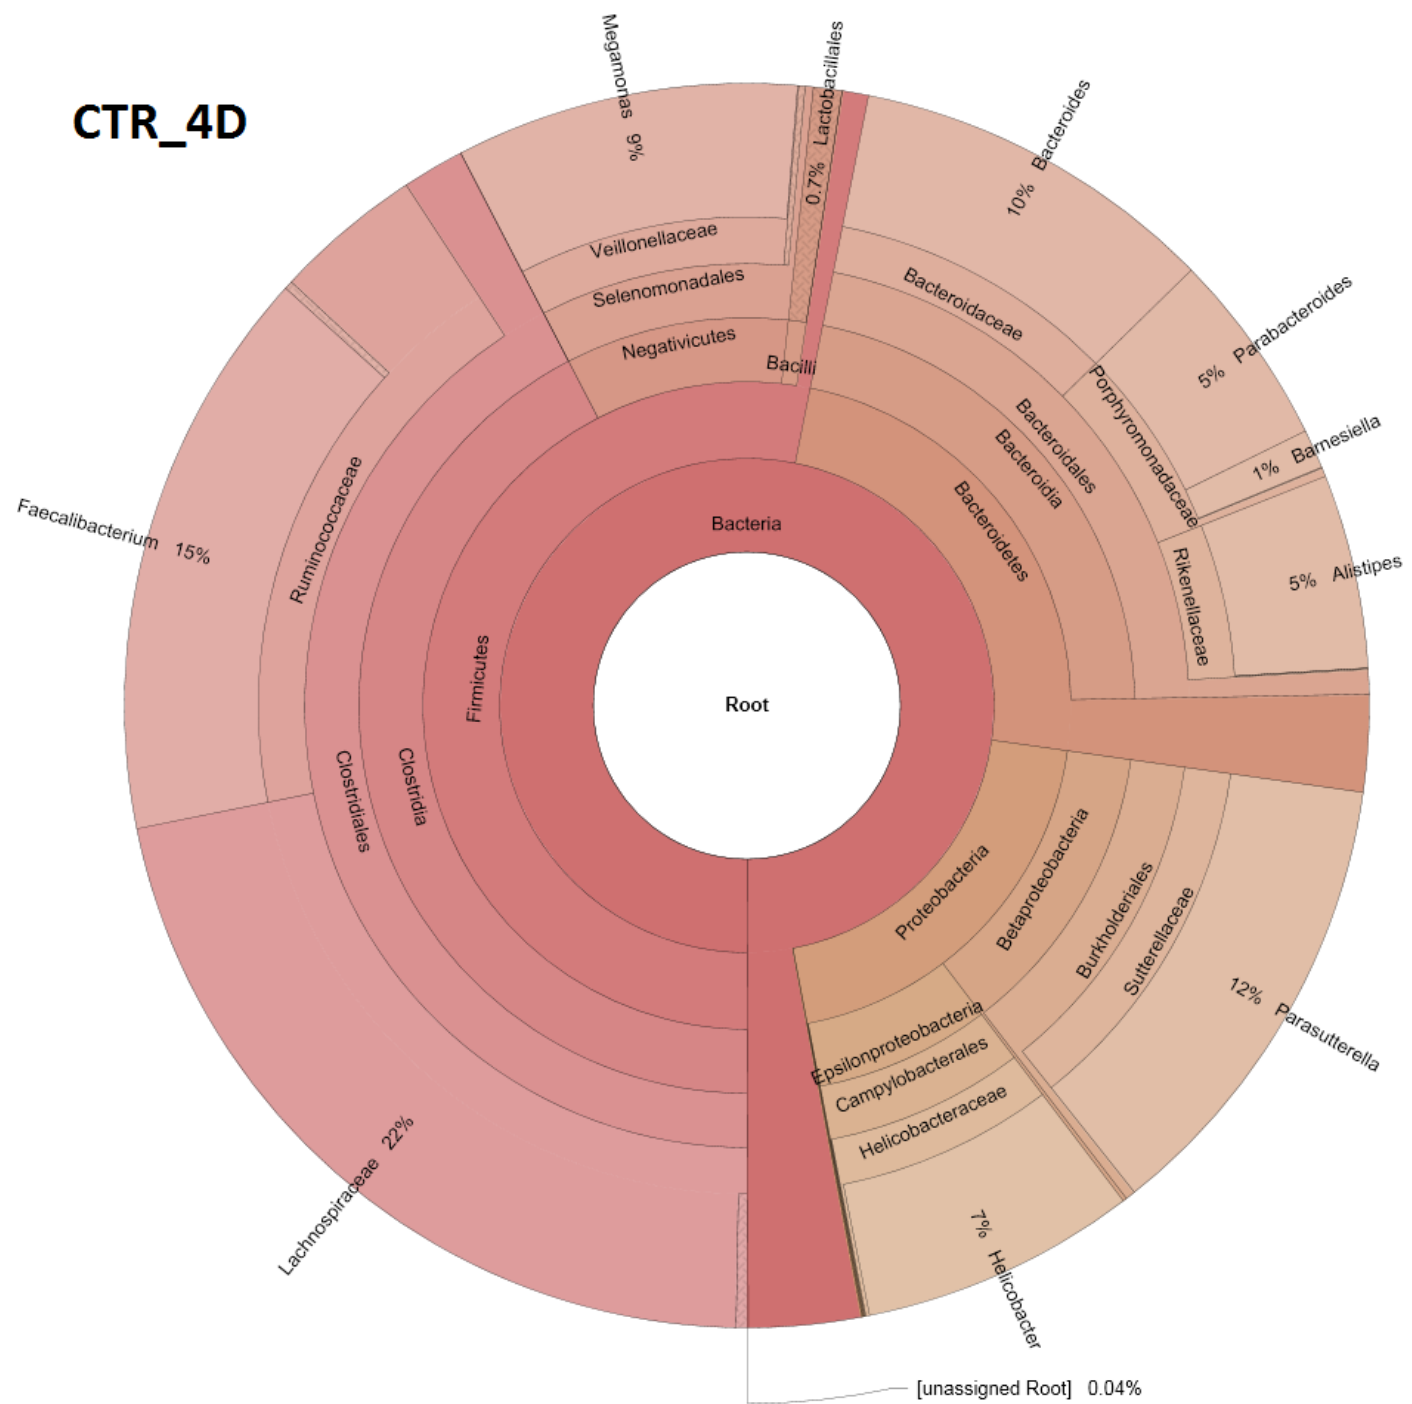 CTR_4D
Megamonas 9%
0.7% Lactobacillales
10% Bacteroides
Veillonellaceae
Selenomonadales
Negativicutes
Bacilli
Bacteroidaceae
Bacteroidales
Bacteroidia
Bacteroidetes
Porphyromonadaceae
5% Parabacteroides
1% Barnesiella
Rikenellaceae
5% Alistipes
Faecalibacterium 15%
Ruminococcaceae
Bacteria
Firmicutes
Root
Clostridia
Clostridiales
Proteobacteria
Betaproteobacteria
Burkholderiales
Sutterellaceae
12% Parasutterella
Epsilonproteobacteria
Campylobacterales
Helicobacteraceae
7% Helicobacter
Lachnospiraceae 22%
[unassigned Root] 0.04%